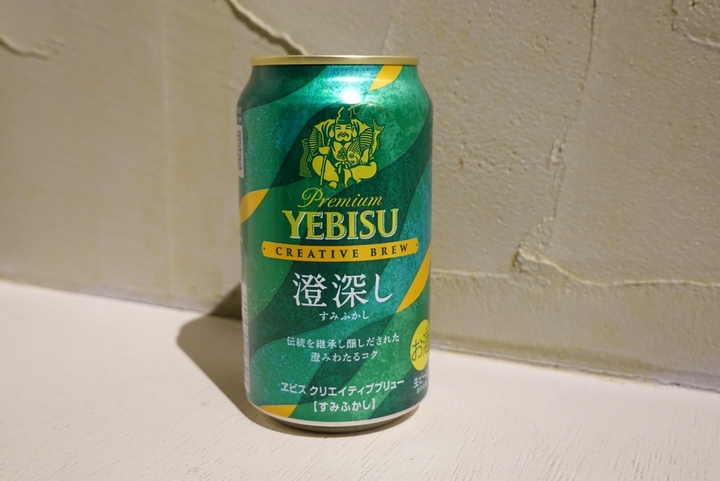 Premium
YEBISU
CREATIVE BREW
澄深し
すみふかし
伝統を継承し醸しだされた
澄みわたるコク
お酒
ヱビス クリエイティブブリュー
【すみふかし】